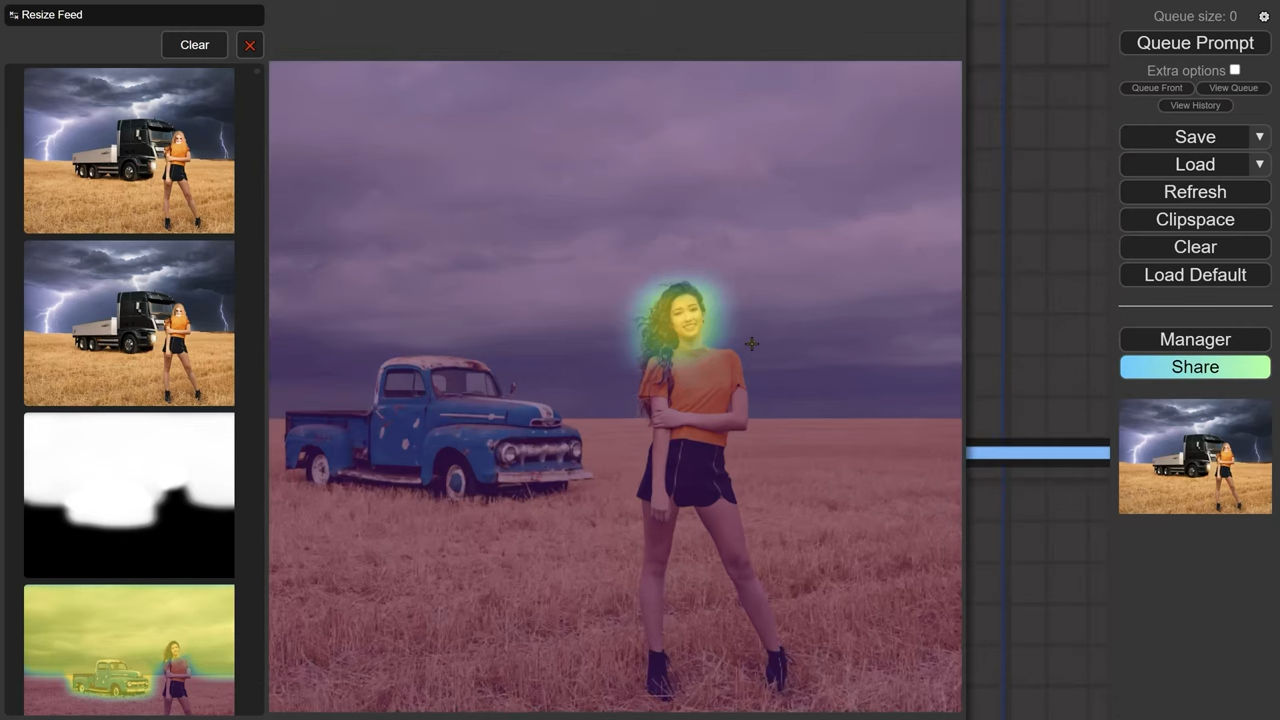 Resize Feed
Clear
Queue size: 0
Queue Prompt
Extra options
Queue Front
View Queue
View History
Save
Load
Refresh
Clipspace
Clear
Load Default
Manager
Share